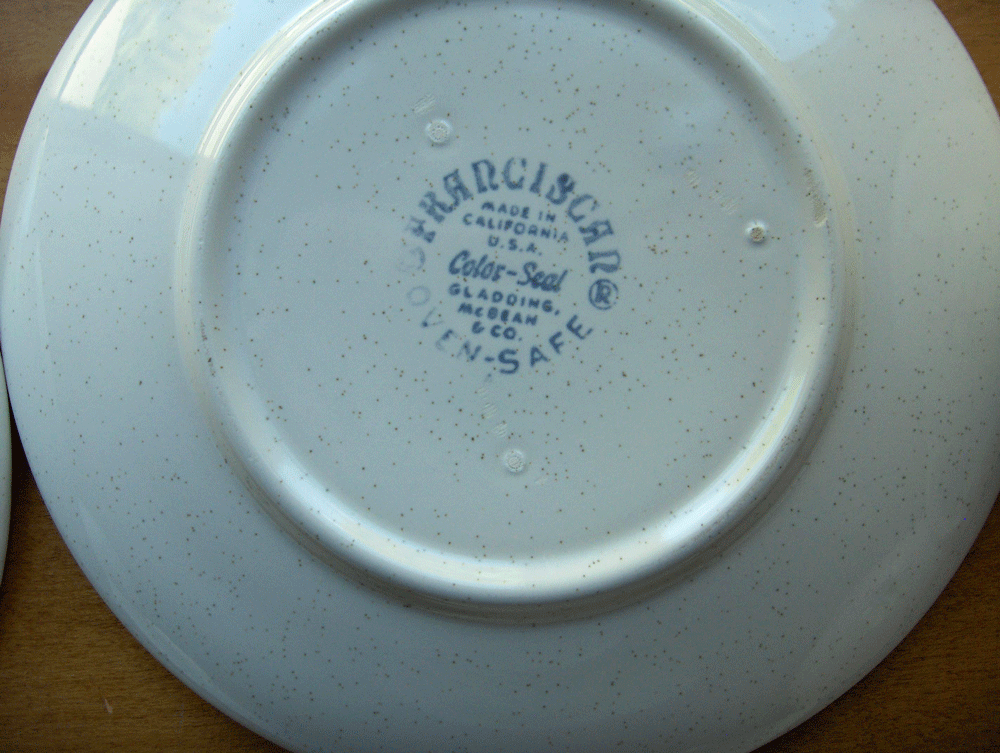 FRANCISCAN®
MADE IN
CALIFORNIA
U.S.A.
Color-Seal
GLADDING,
McBEAN
& CO.
OVEN-SAFE